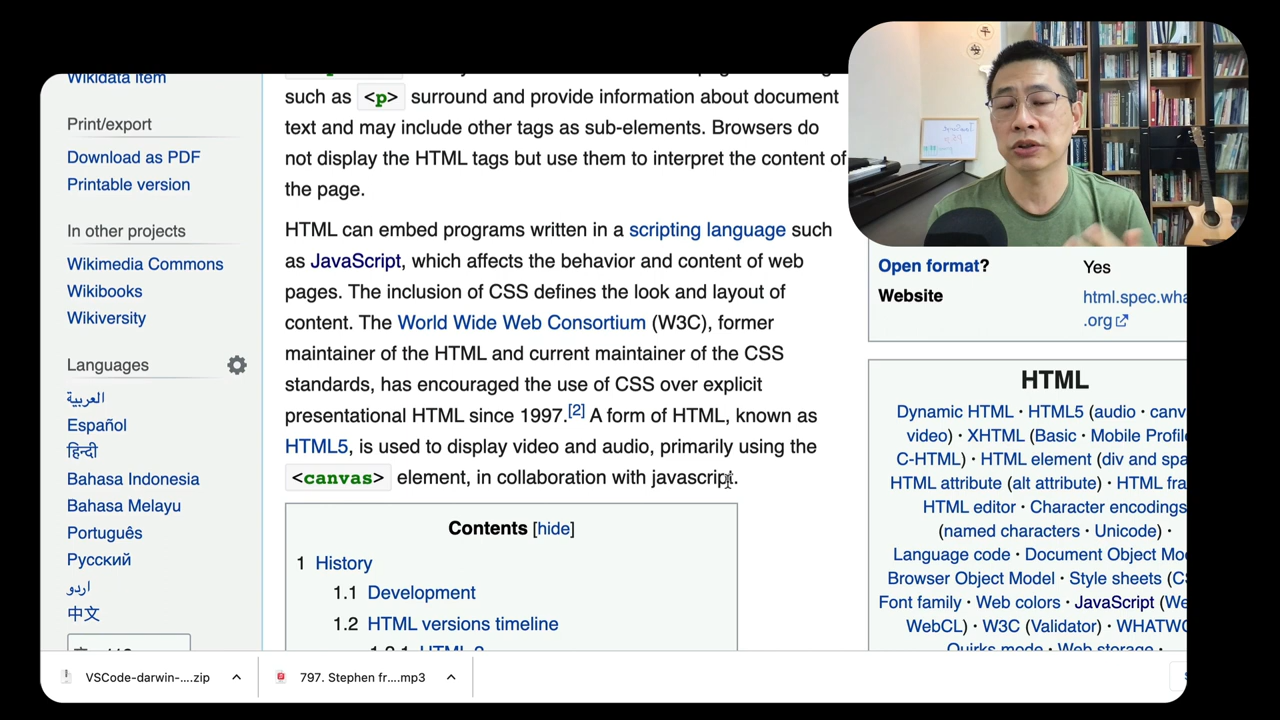 Wikidata item
Print/export
Download as PDF
Printable version
In other projects
Wikimedia Commons
Wikibooks
Wikiversity
Languages
العربية
Español
हिन्दी
Bahasa Indonesia
Bahasa Melayu
Português
Русский
اردو
中文
such as <p> surround and provide information about document
text and may include other tags as sub-elements. Browsers do
not display the HTML tags but use them to interpret the content of
the page.
HTML can embed programs written in a scripting language such
as JavaScript, which affects the behavior and content of web
pages. The inclusion of CSS defines the look and layout of
content. The World Wide Web Consortium (W3C), former
maintainer of the HTML and current maintainer of the CSS
standards, has encouraged the use of CSS over explicit
presentational HTML since 1997.[2] A form of HTML, known as
HTML5, is used to display video and audio, primarily using the
<canvas> element, in collaboration with javascript.
Contents [hide]
1 History
1.1 Development
1.2 HTML versions timeline
Open format? Yes
Website html.spec.wha
.org
HTML
Dynamic HTML · HTML5 (audio · canv
video) · XHTML (Basic · Mobile Profil
C-HTML) · HTML element (div and spa
HTML attribute (alt attribute) · HTML fra
HTML editor · Character encodings
(named characters · Unicode) ·
Language code · Document Object Mo
Browser Object Model · Style sheets (C
Font family · Web colors · JavaScript (We
WebCL) · W3C (Validator) · WHATW
Quirks mode · Web storage ·
VSCode-darwin-....zip
797. Stephen fr....mp3